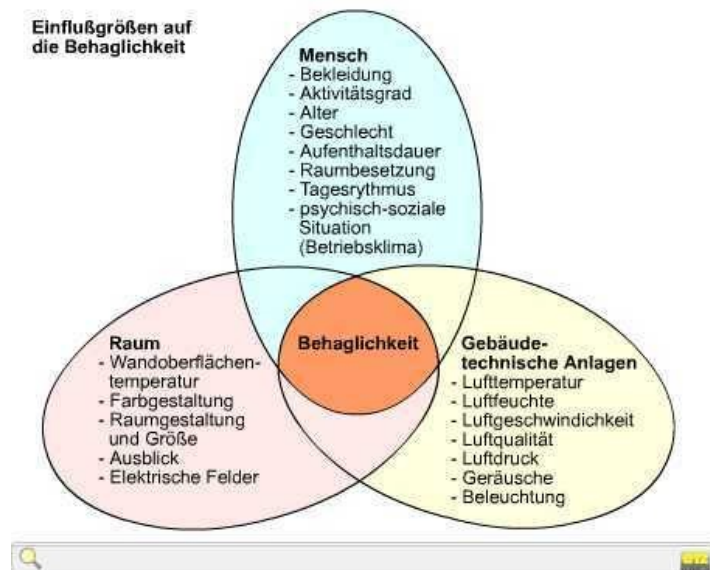 Einflußgrößen auf
die Behaglichkeit
Mensch
- Bekleidung
- Aktivitätsgrad
- Alter
- Geschlecht
- Aufenthaltsdauer
- Raumbesetzung
- Tagesrythmus
- psychisch-soziale
Situation
(Betriebsklima)
Behaglichkeit
Raum
- Wandoberflächen-
temperatur
- Farbgestaltung
- Raumgestaltung
und Größe
- Ausblick
- Elektrische Felder
Gebäude-
technische Anlagen
- Lufttemperatur
- Luftfeuchte
- Luftgeschwindichkeit
- Luftqualität
- Luftdruck
- Geräusche
- Beleuchtung